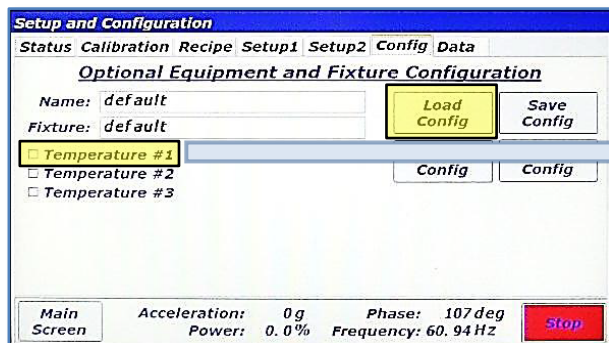 Setup and Configuration
Status Calibration Recipe Setup1 Setup2 Config Data
Optional Equipment and Fixture Configuration
Name: default
Fixture: default
Load Config
Save Config
Config
Config
Temperature #1
Temperature #2
Temperature #3
Main Screen
Acceleration: 0 g
Phase: 107 deg
Power: 0.0%
Frequency: 60.94 Hz
Stop